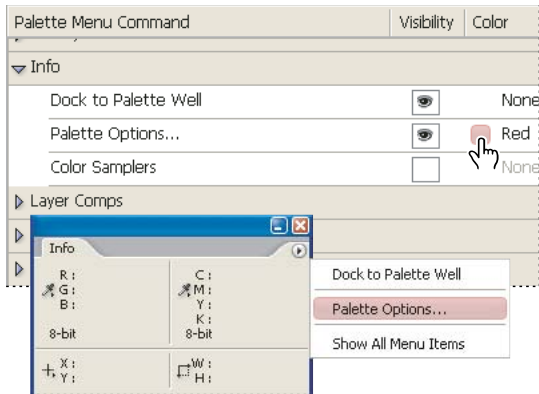 Palette Menu Command Visibility Color
Info
Dock to Palette Well None
Palette Options... Red
Color Samplers None
Layer Comps
Info
R: C:
G: M:
B: Y:
K:
8-bit 8-bit
X: W:
Y: H:
Dock to Palette Well
Palette Options...
Show All Menu Items